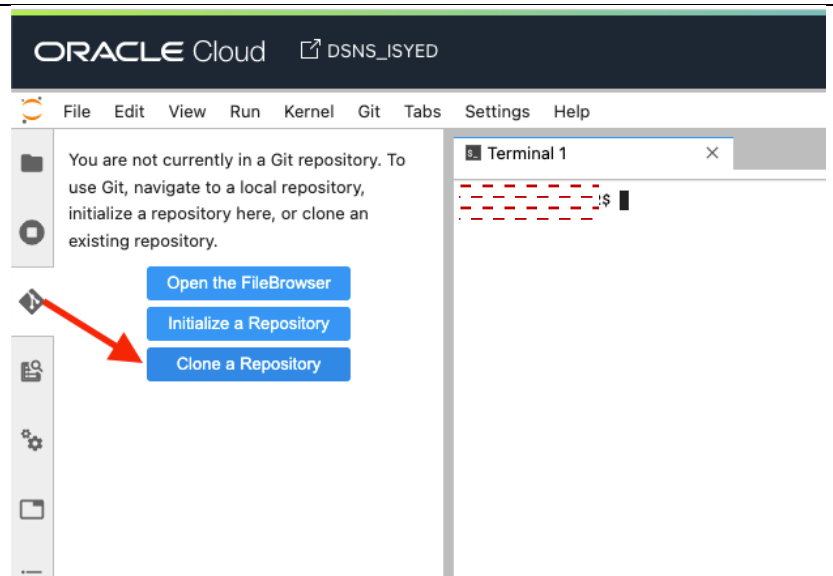 ORACLE Cloud DSNS_ISYED
File Edit View Run Kernel Git Tabs Settings Help
You are not currently in a Git repository. To
use Git, navigate to a local repository,
initialize a repository here, or clone an
existing repository.
Open the FileBrowser
Initialize a Repository
Clone a Repository
Terminal 1
$